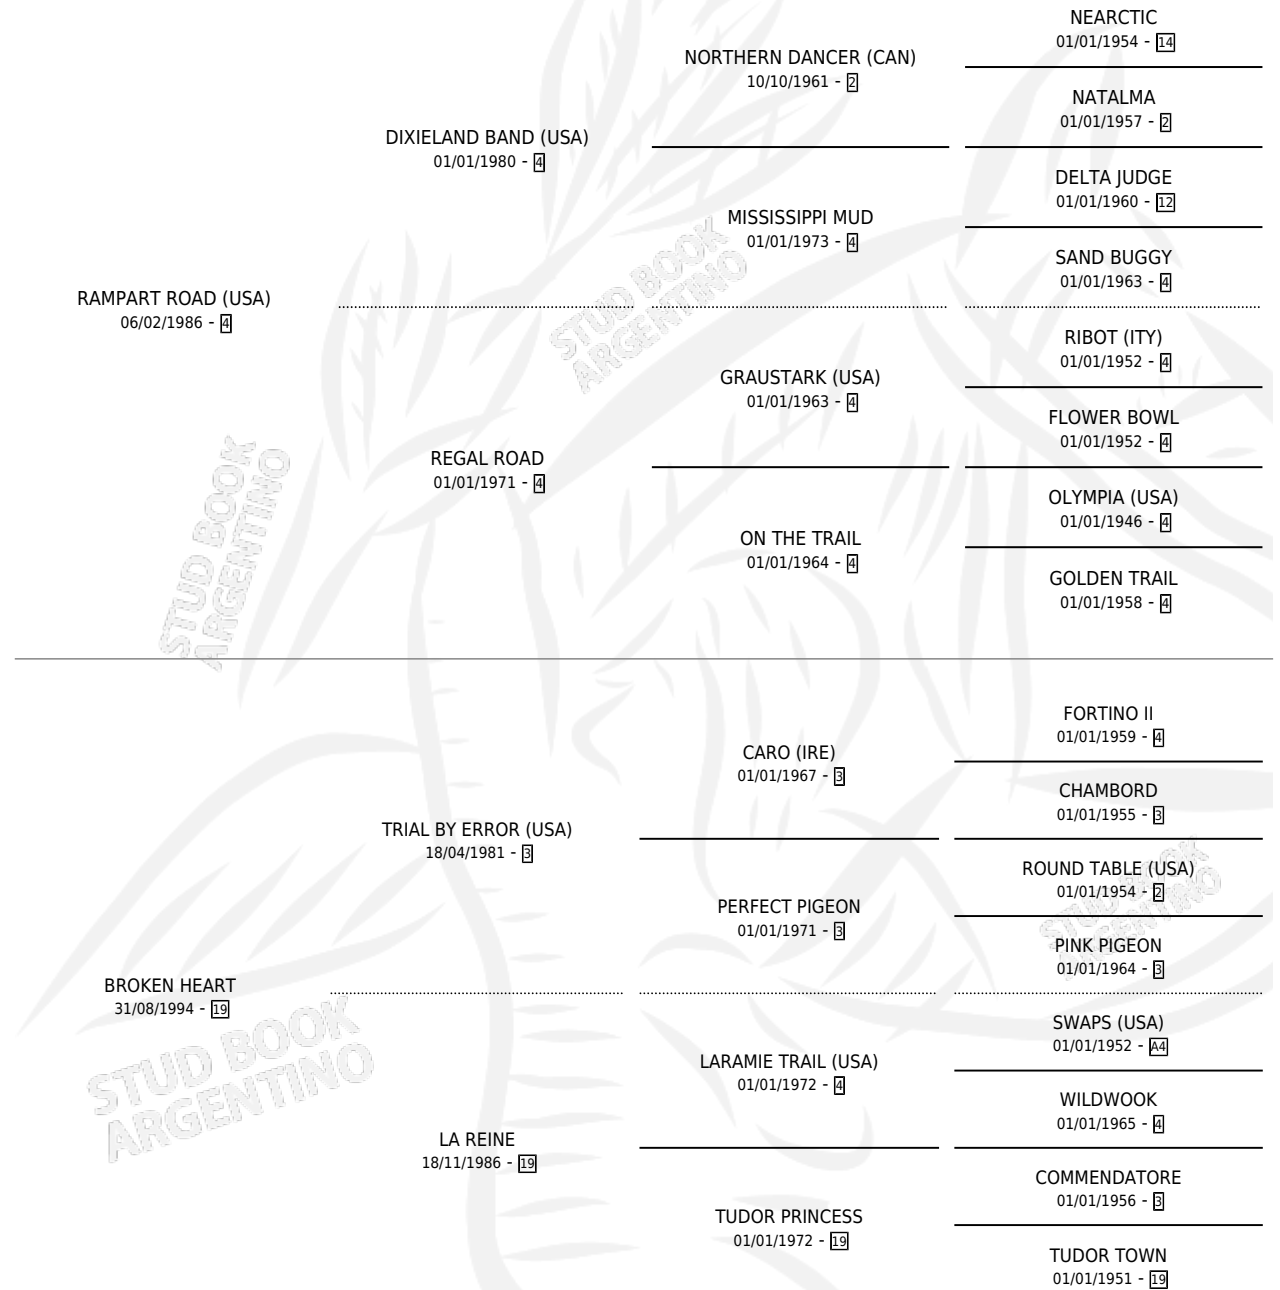 NEARCTIC
01/01/1954 - 14
NORTHERN DANCER (CAN)
10/10/1961 - 2
NATALMA
01/01/1957 - 2
DIXIELAND BAND (USA)
01/01/1980 - 4
DELTA JUDGE
01/01/1960 - 12
MISSISSIPPI MUD
01/01/1973 - 4
SAND BUGGY
01/01/1963 - 4
RAMPART ROAD (USA)
06/02/1986 - 4
RIBOT (ITY)
01/01/1952 - 4
GRAUSTARK (USA)
01/01/1963 - 4
FLOWER BOWL
01/01/1952 - 4
REGAL ROAD
01/01/1971 - 4
OLYMPIA (USA)
01/01/1946 - 4
ON THE TRAIL
01/01/1964 - 4
GOLDEN TRAIL
01/01/1958 - 4
FORTINO II
01/01/1959 - 4
CARO (IRE)
01/01/1967 - 3
CHAMBORD
01/01/1955 - 3
TRIAL BY ERROR (USA)
18/04/1981 - 3
ROUND TABLE (USA)
01/01/1954 - 2
PERFECT PIGEON
01/01/1971 - 3
PINK PIGEON
01/01/1964 - 3
BROKEN HEART
31/08/1994 - 19
SWAPS (USA)
01/01/1952 - A4
LARAMIE TRAIL (USA)
01/01/1972 - 4
WILDWOOK
01/01/1965 - 4
LA REINE
18/11/1986 - 19
COMMENDATORE
01/01/1956 - 3
TUDOR PRINCESS
01/01/1972 - 19
TUDOR TOWN
01/01/1951 - 19
STUD BOOK
ARGENTINO
STUD BOOK
ARGENTINO
STUD BOOK
ARGENTINO
STUD BOOK
ARGENTINO